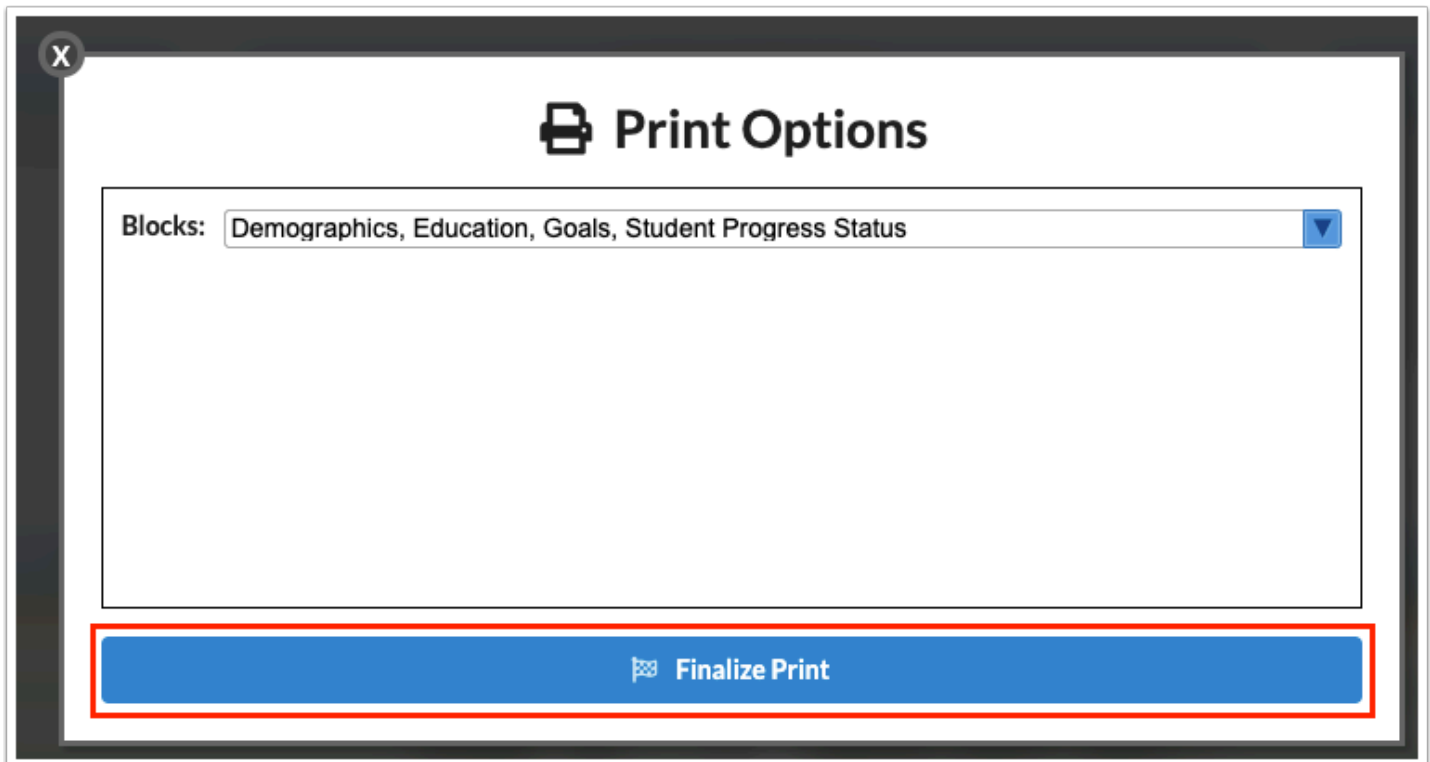 X
Print Options
Blocks: Demographics, Education, Goals, Student Progress Status
Finalize Print